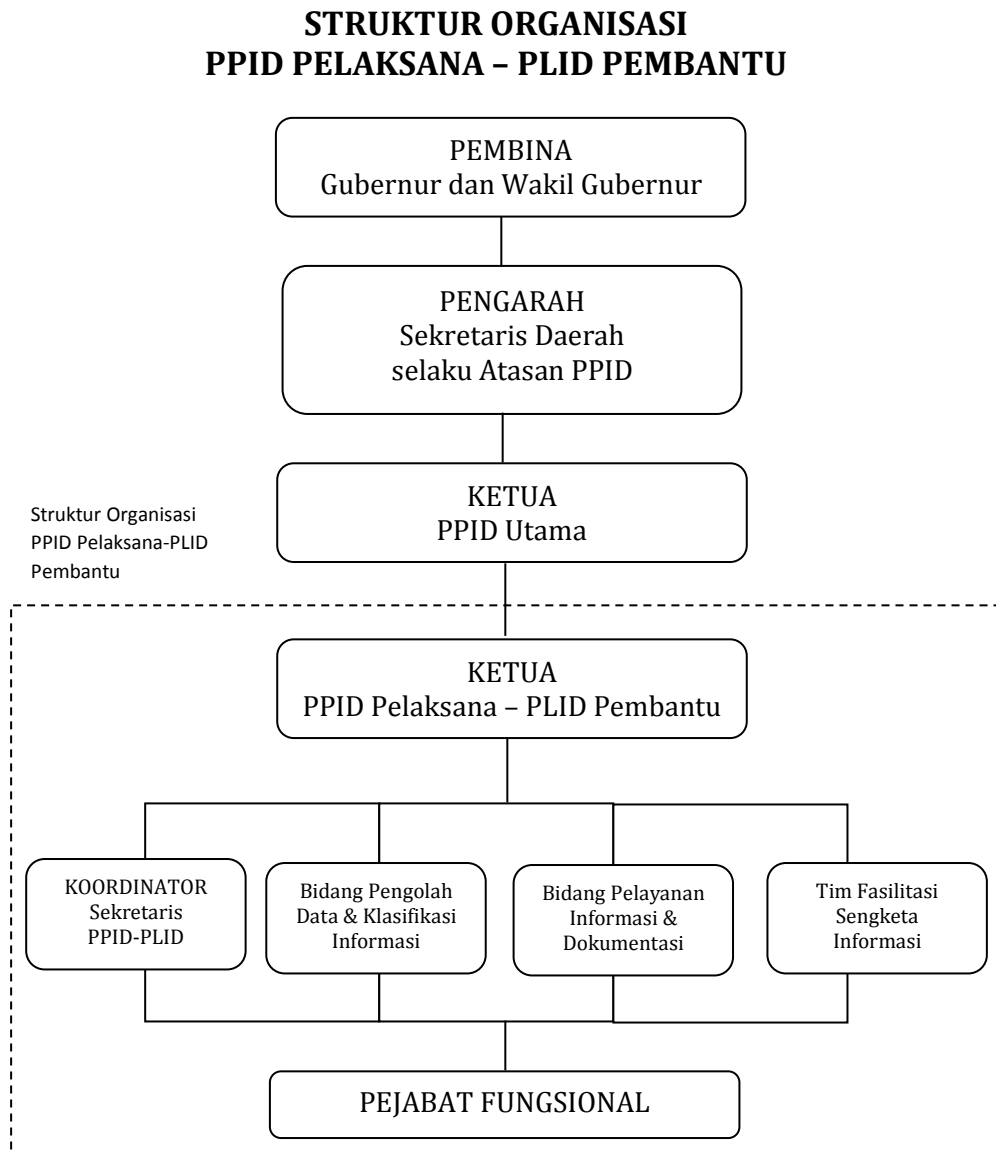 STRUKTUR ORGANISASI
PPID PELAKSANA – PLID PEMBANTU
PEMBINA
Gubernur dan Wakil Gubernur
PENGARAH
Sekretaris Daerah
selaku Atasan PPID
KETUA
PPID Utama
Struktur Organisasi
PPID Pelaksana-PLID
Pembantu
KETUA
PPID Pelaksana – PLID Pembantu
KOORDINATOR
Sekretaris
PPID-PLID
Bidang Pengolah
Data & Klasifikasi
Informasi
Bidang Pelayanan
Informasi &
Dokumentasi
Tim Fasilitasi
Sengketa
Informasi
PEJABAT FUNGSIONAL